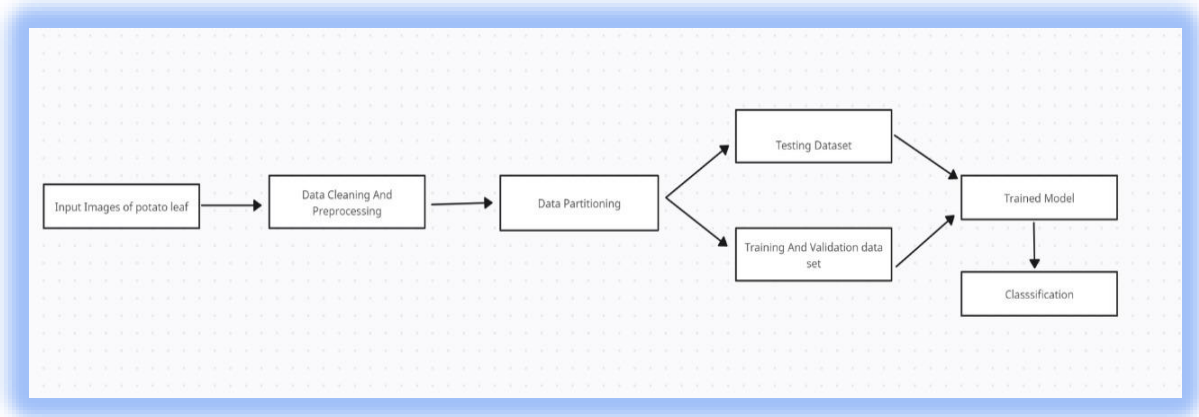 Input Images of potato leaf
Data Cleaning And
Preprocessing
Data Partitioning
Testing Dataset
Training And Validation data
set
Trained Model
Classsification